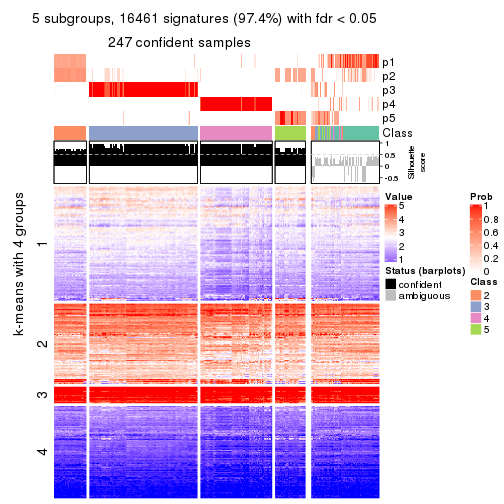 5 subgroups, 16461 signatures (97.4%) with fdr < 0.05
247 confident samples
p1
p2
p3
p4
p5
Class
1
0.5
0
-0.5
Silhouette
score
k-means with 4 groups
1
2
3
4
Value
5
4
3
2
1
Status (barplots)
confident
ambiguous
Prob
1
0.8
0.6
0.4
0.2
0
Class
2
3
4
5